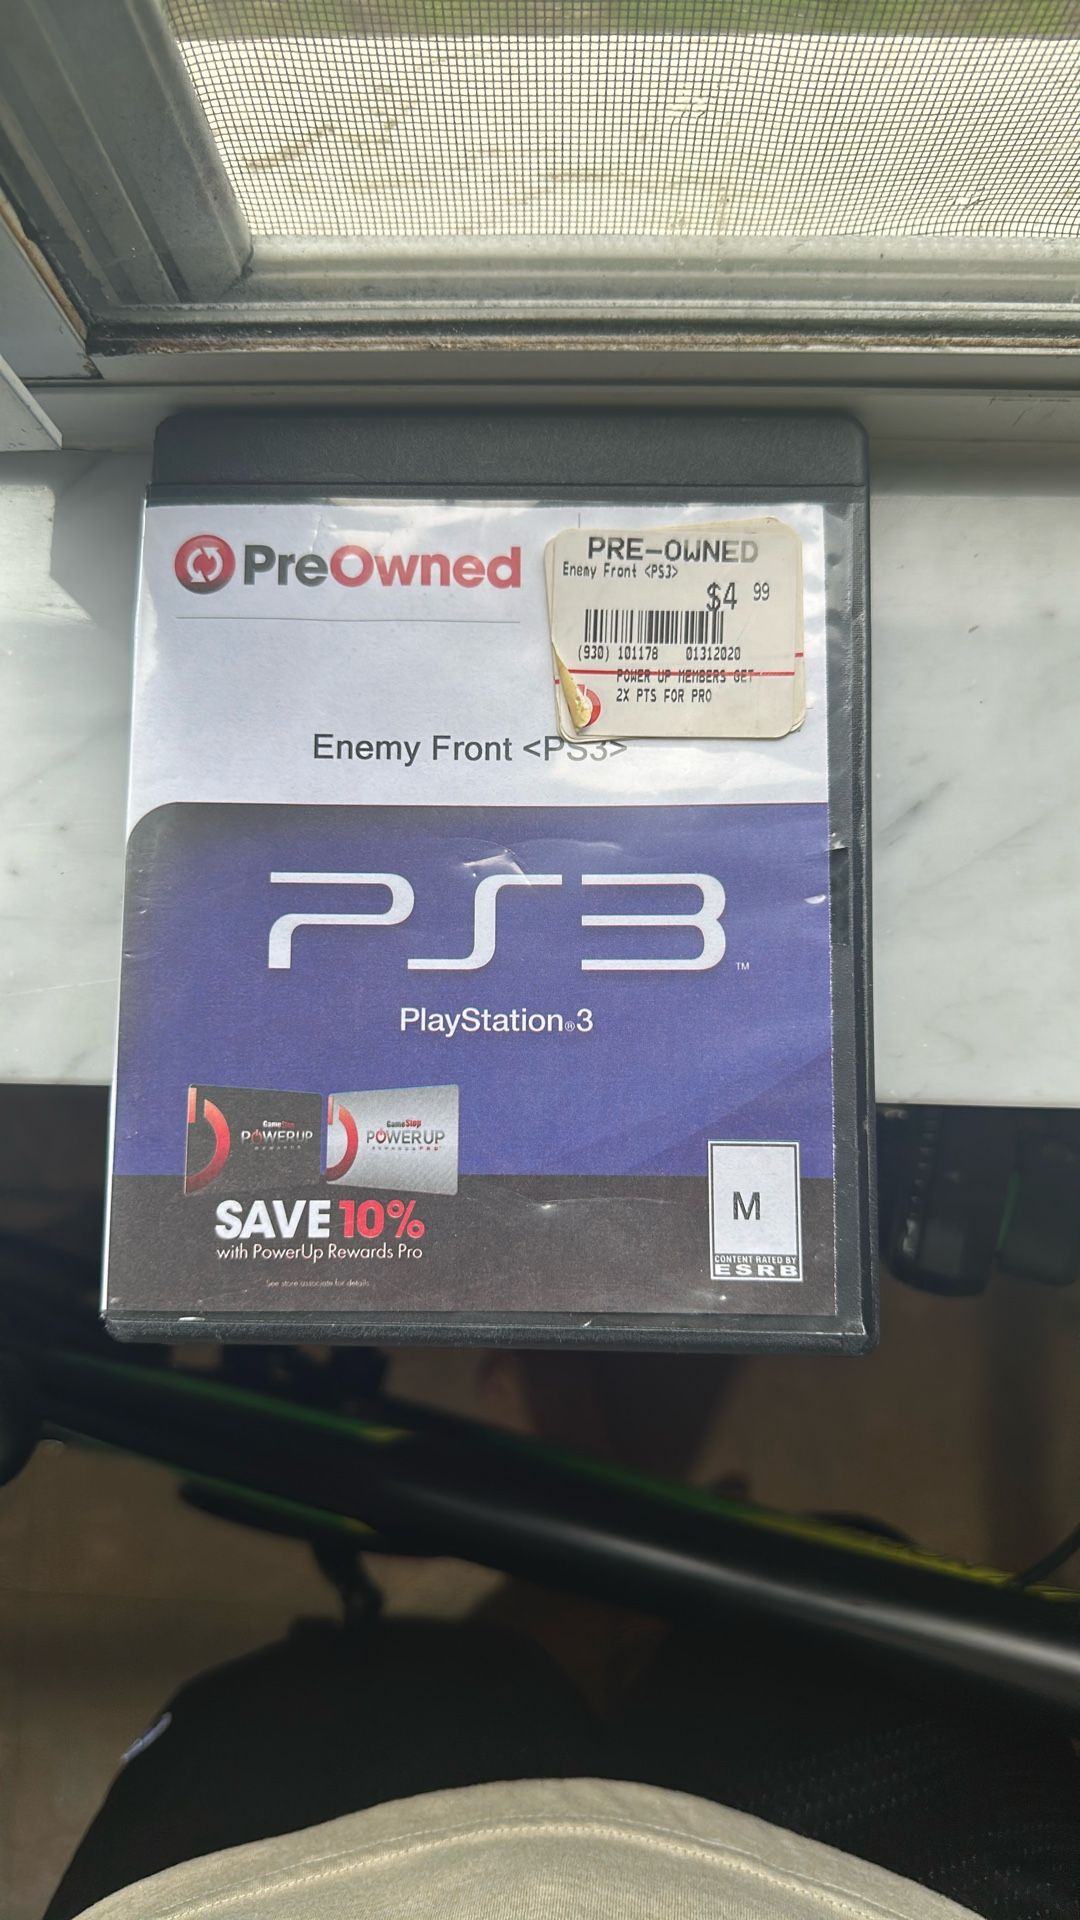 PreOwned
PRE-OWNED
Enemy Front <PS3>
$4 99
(930) 101178 01312020
POWER UP MEMBERS GET
2X PTS FOR PRO
Enemy Front <PS3>
PS3™
PlayStation®3
GameStop
POWERUP
REWARDS
GameStop
POWERUP
REWARDS PRO™
SAVE 10%
with PowerUp Rewards Pro
See store associate for details
M
CONTENT RATED BY
ESRB